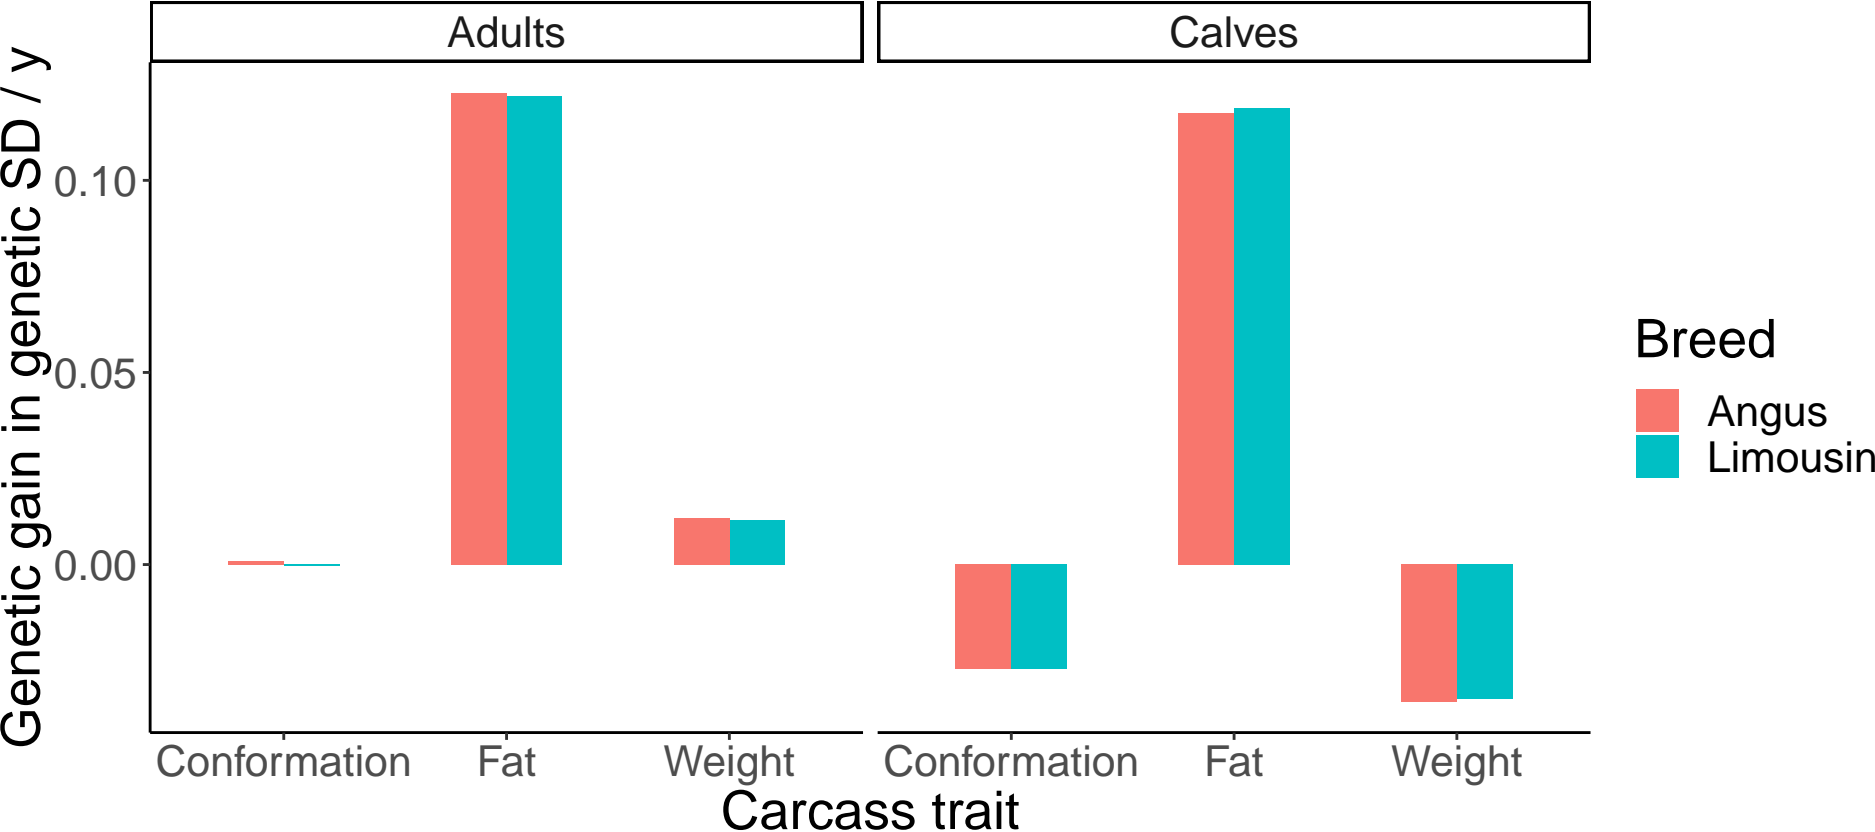 Adults
Calves
Genetic gain in genetic SD / y
0.10
0.05
0.00
Conformation
Fat
Weight
Conformation
Fat
Weight
Carcass trait
Breed
Angus
Limousin